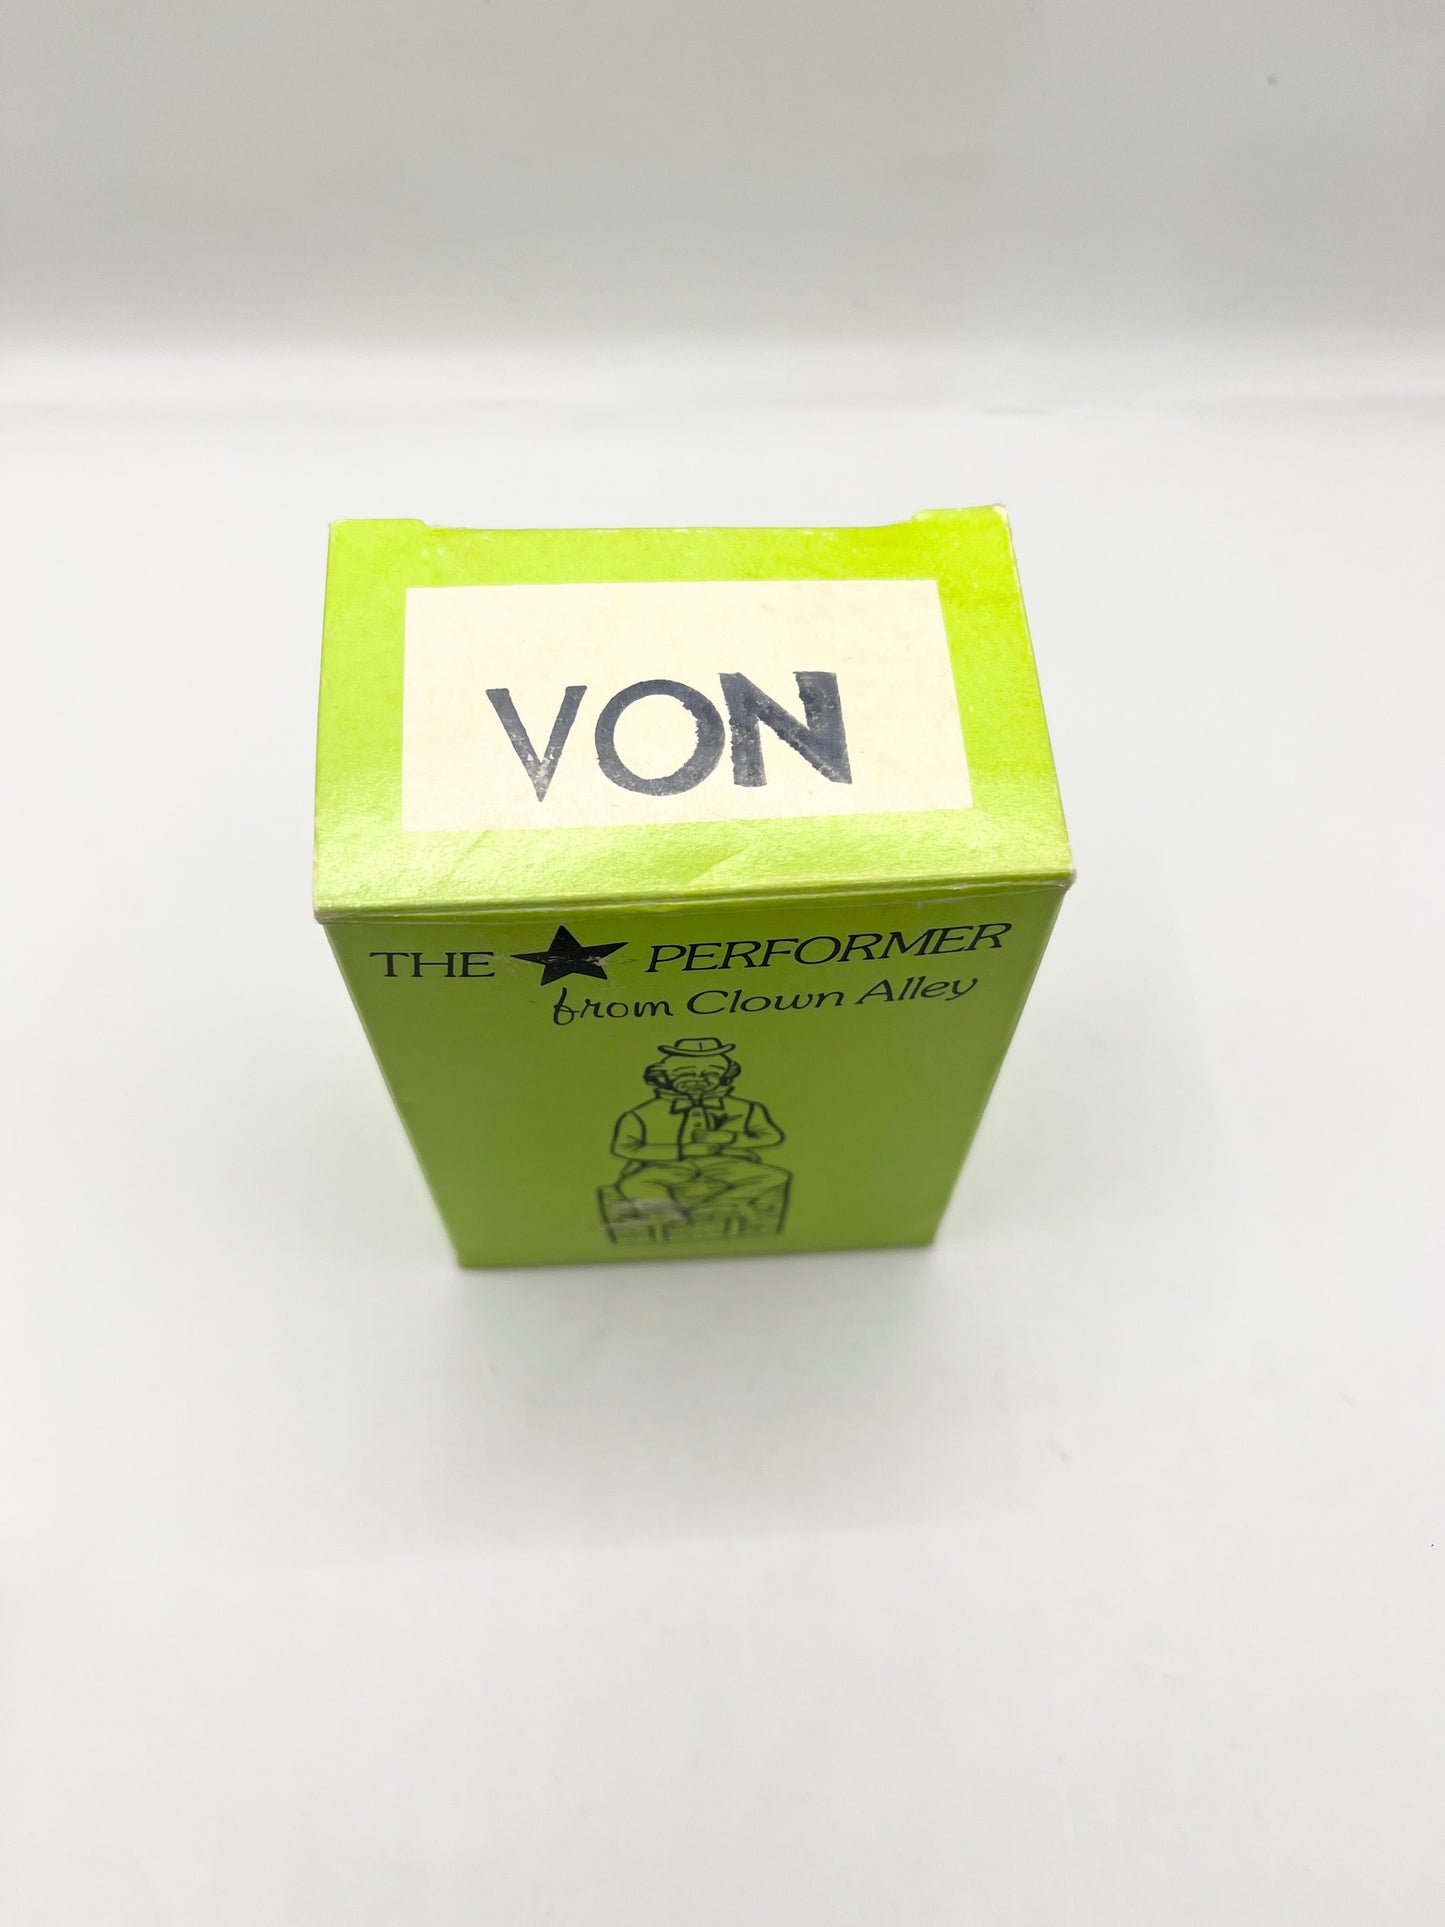 VON
THE ★ PERFORMER
from Clown Alley